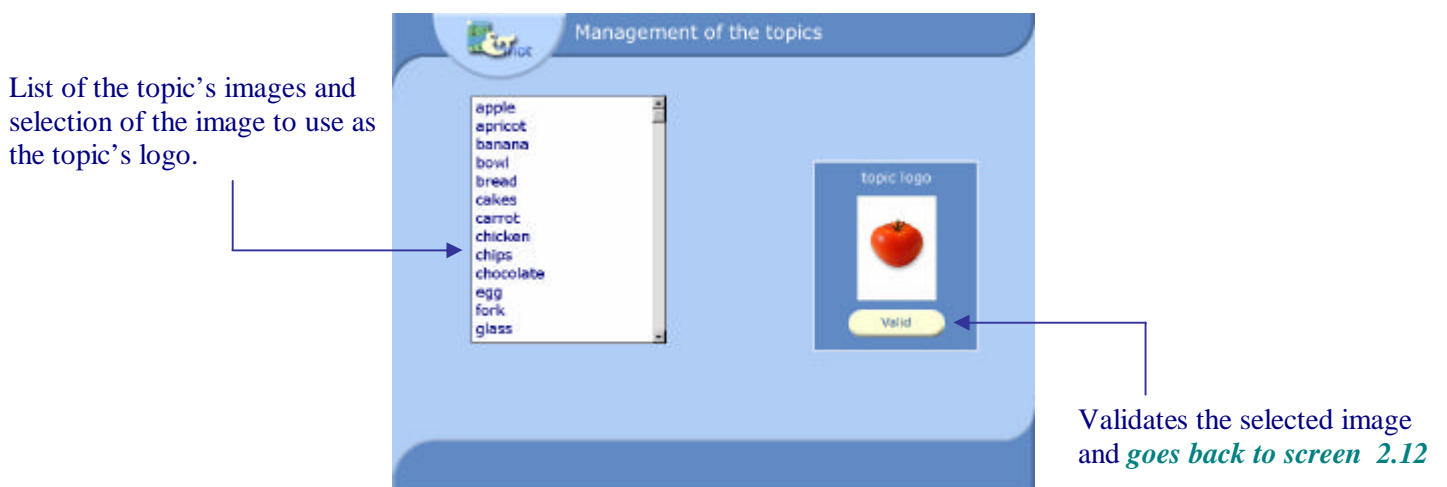 Management of the topics
List of the topic's images and
selection of the image to use as
the topic's logo.
apple
apricot
banana
bowl
bread
cakes
carrot
chicken
chips
chocolate
egg
fork
glass
topic logo
Valid
Validates the selected image
and goes back to screen 2.12